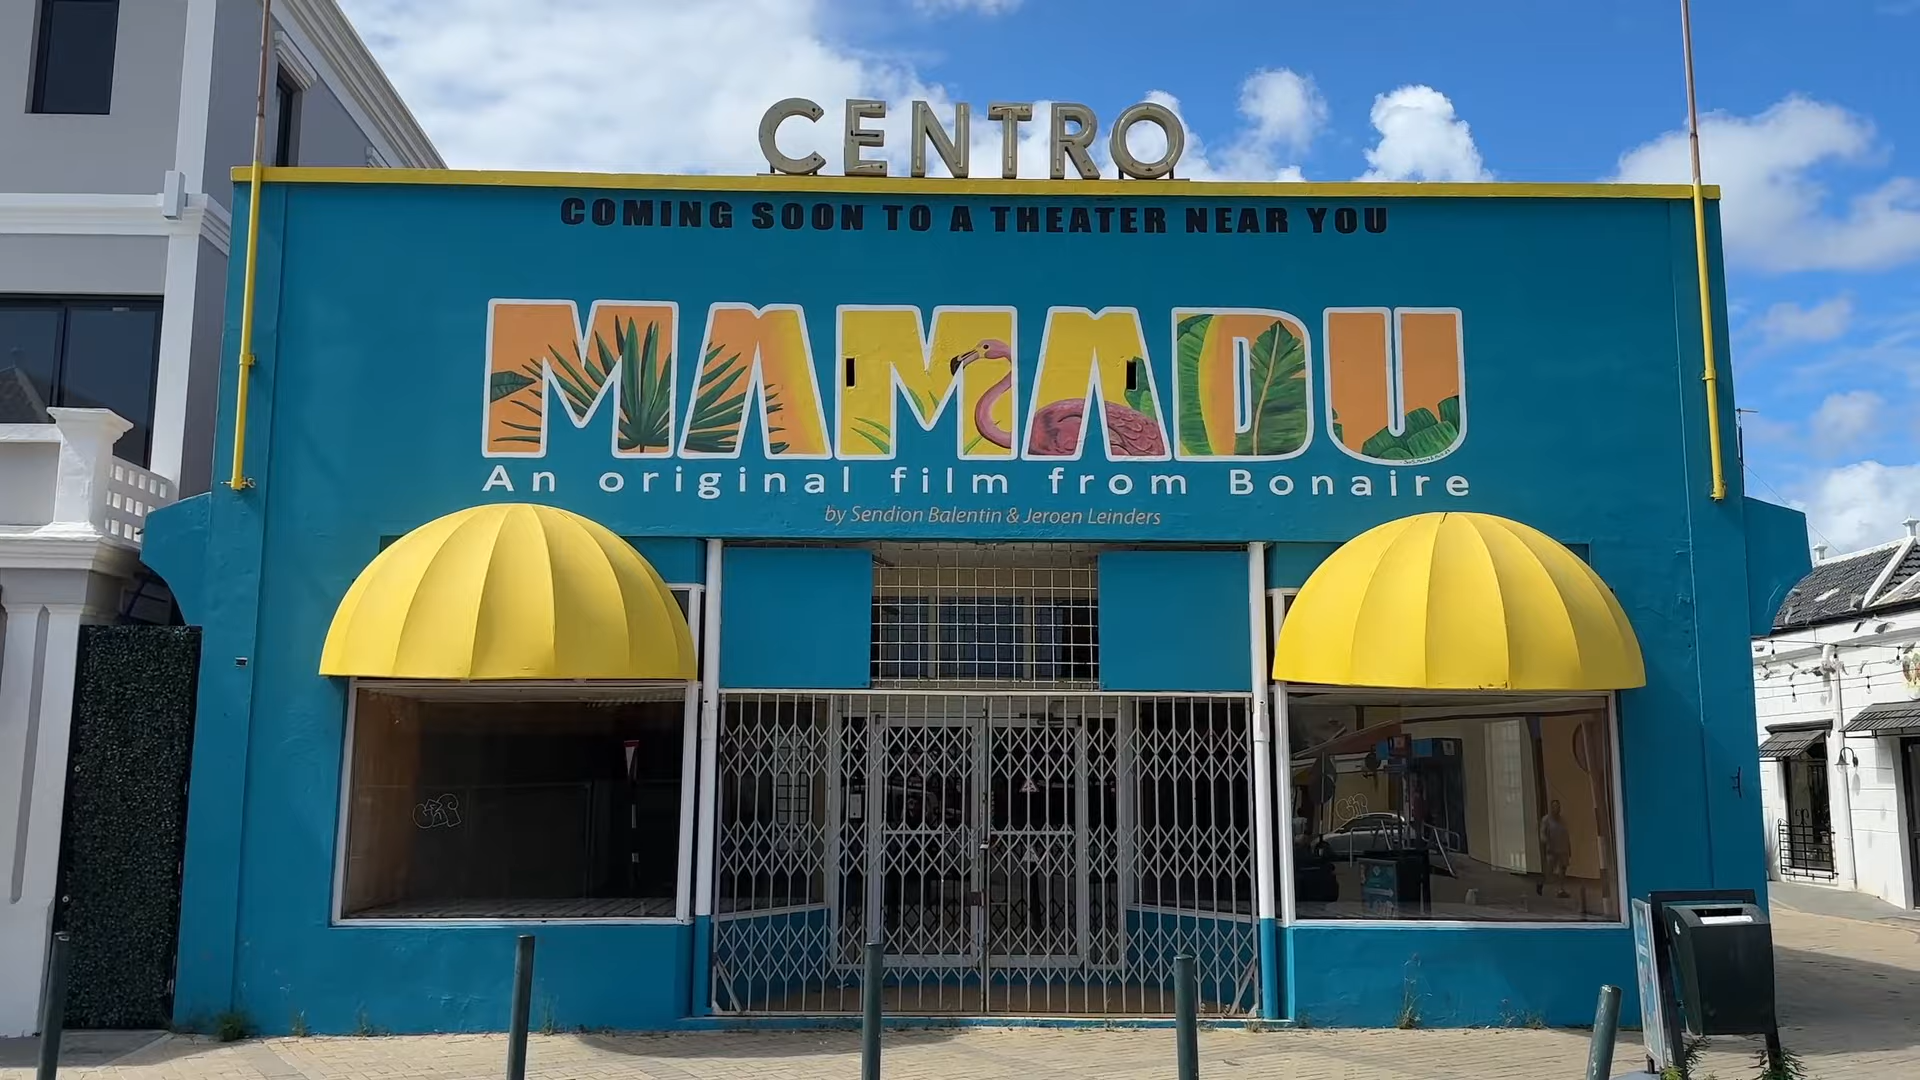 CENTRO
COMING SOON TO A THEATER NEAR YOU
MAMADU
An original film from Bonaire
by Sendion Balentin & Jeroen Leinders